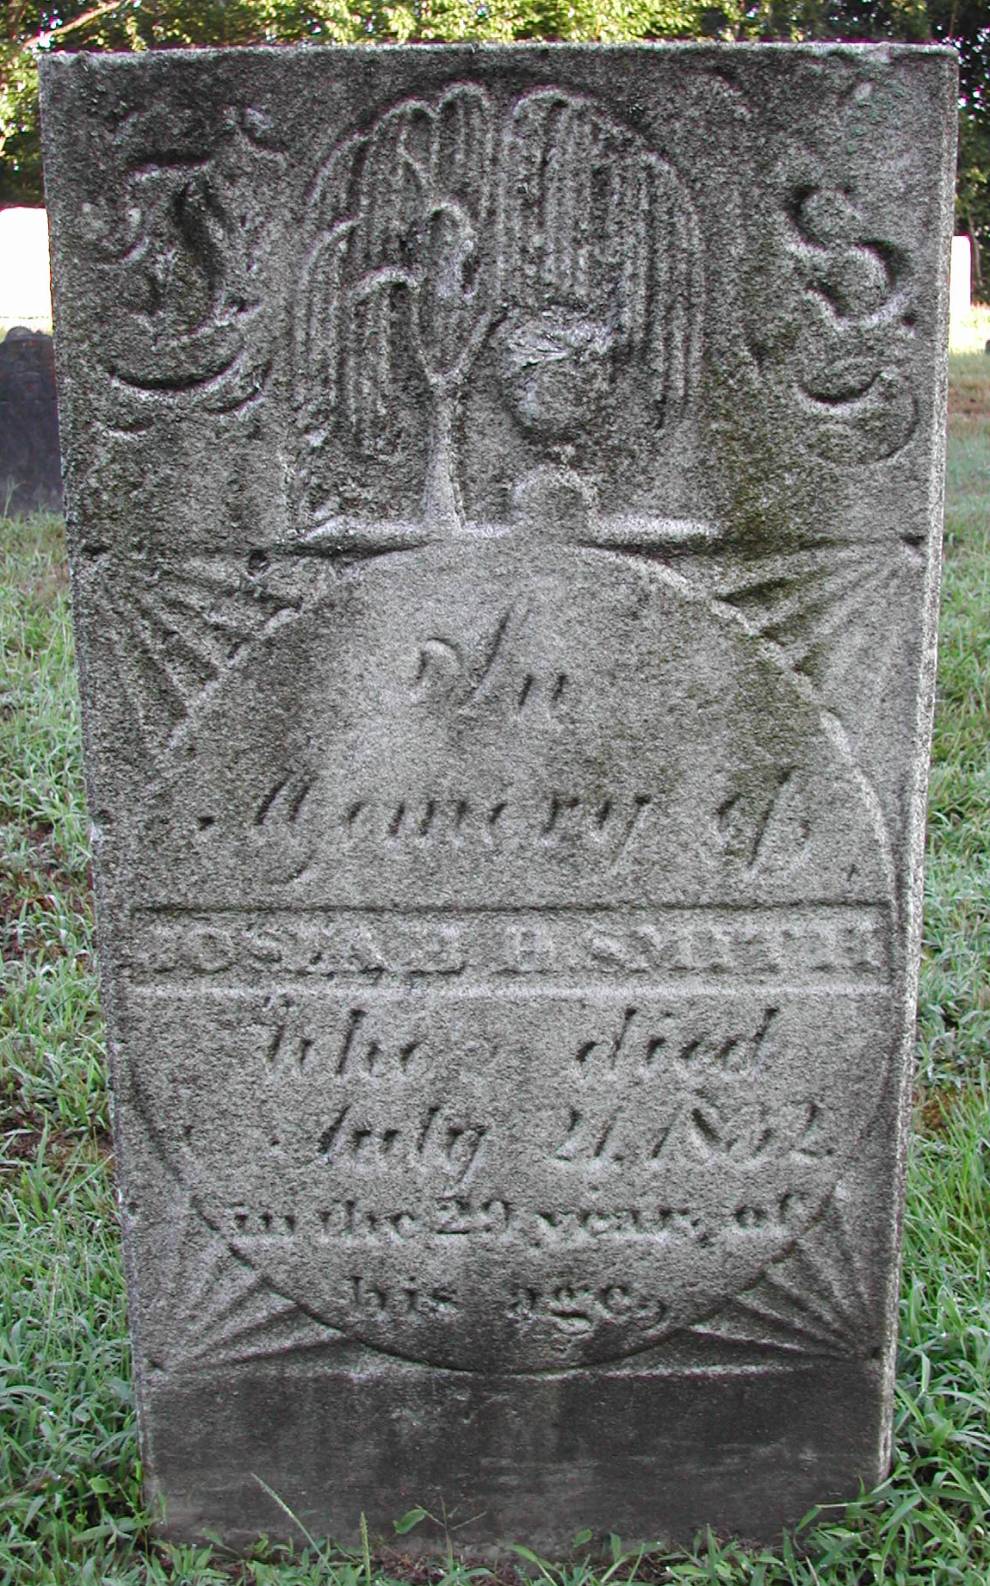 J S
In
Memory of
JOSIAH H SMITH
Who died
July 21, 1832.
in the 29 year, of
his age,